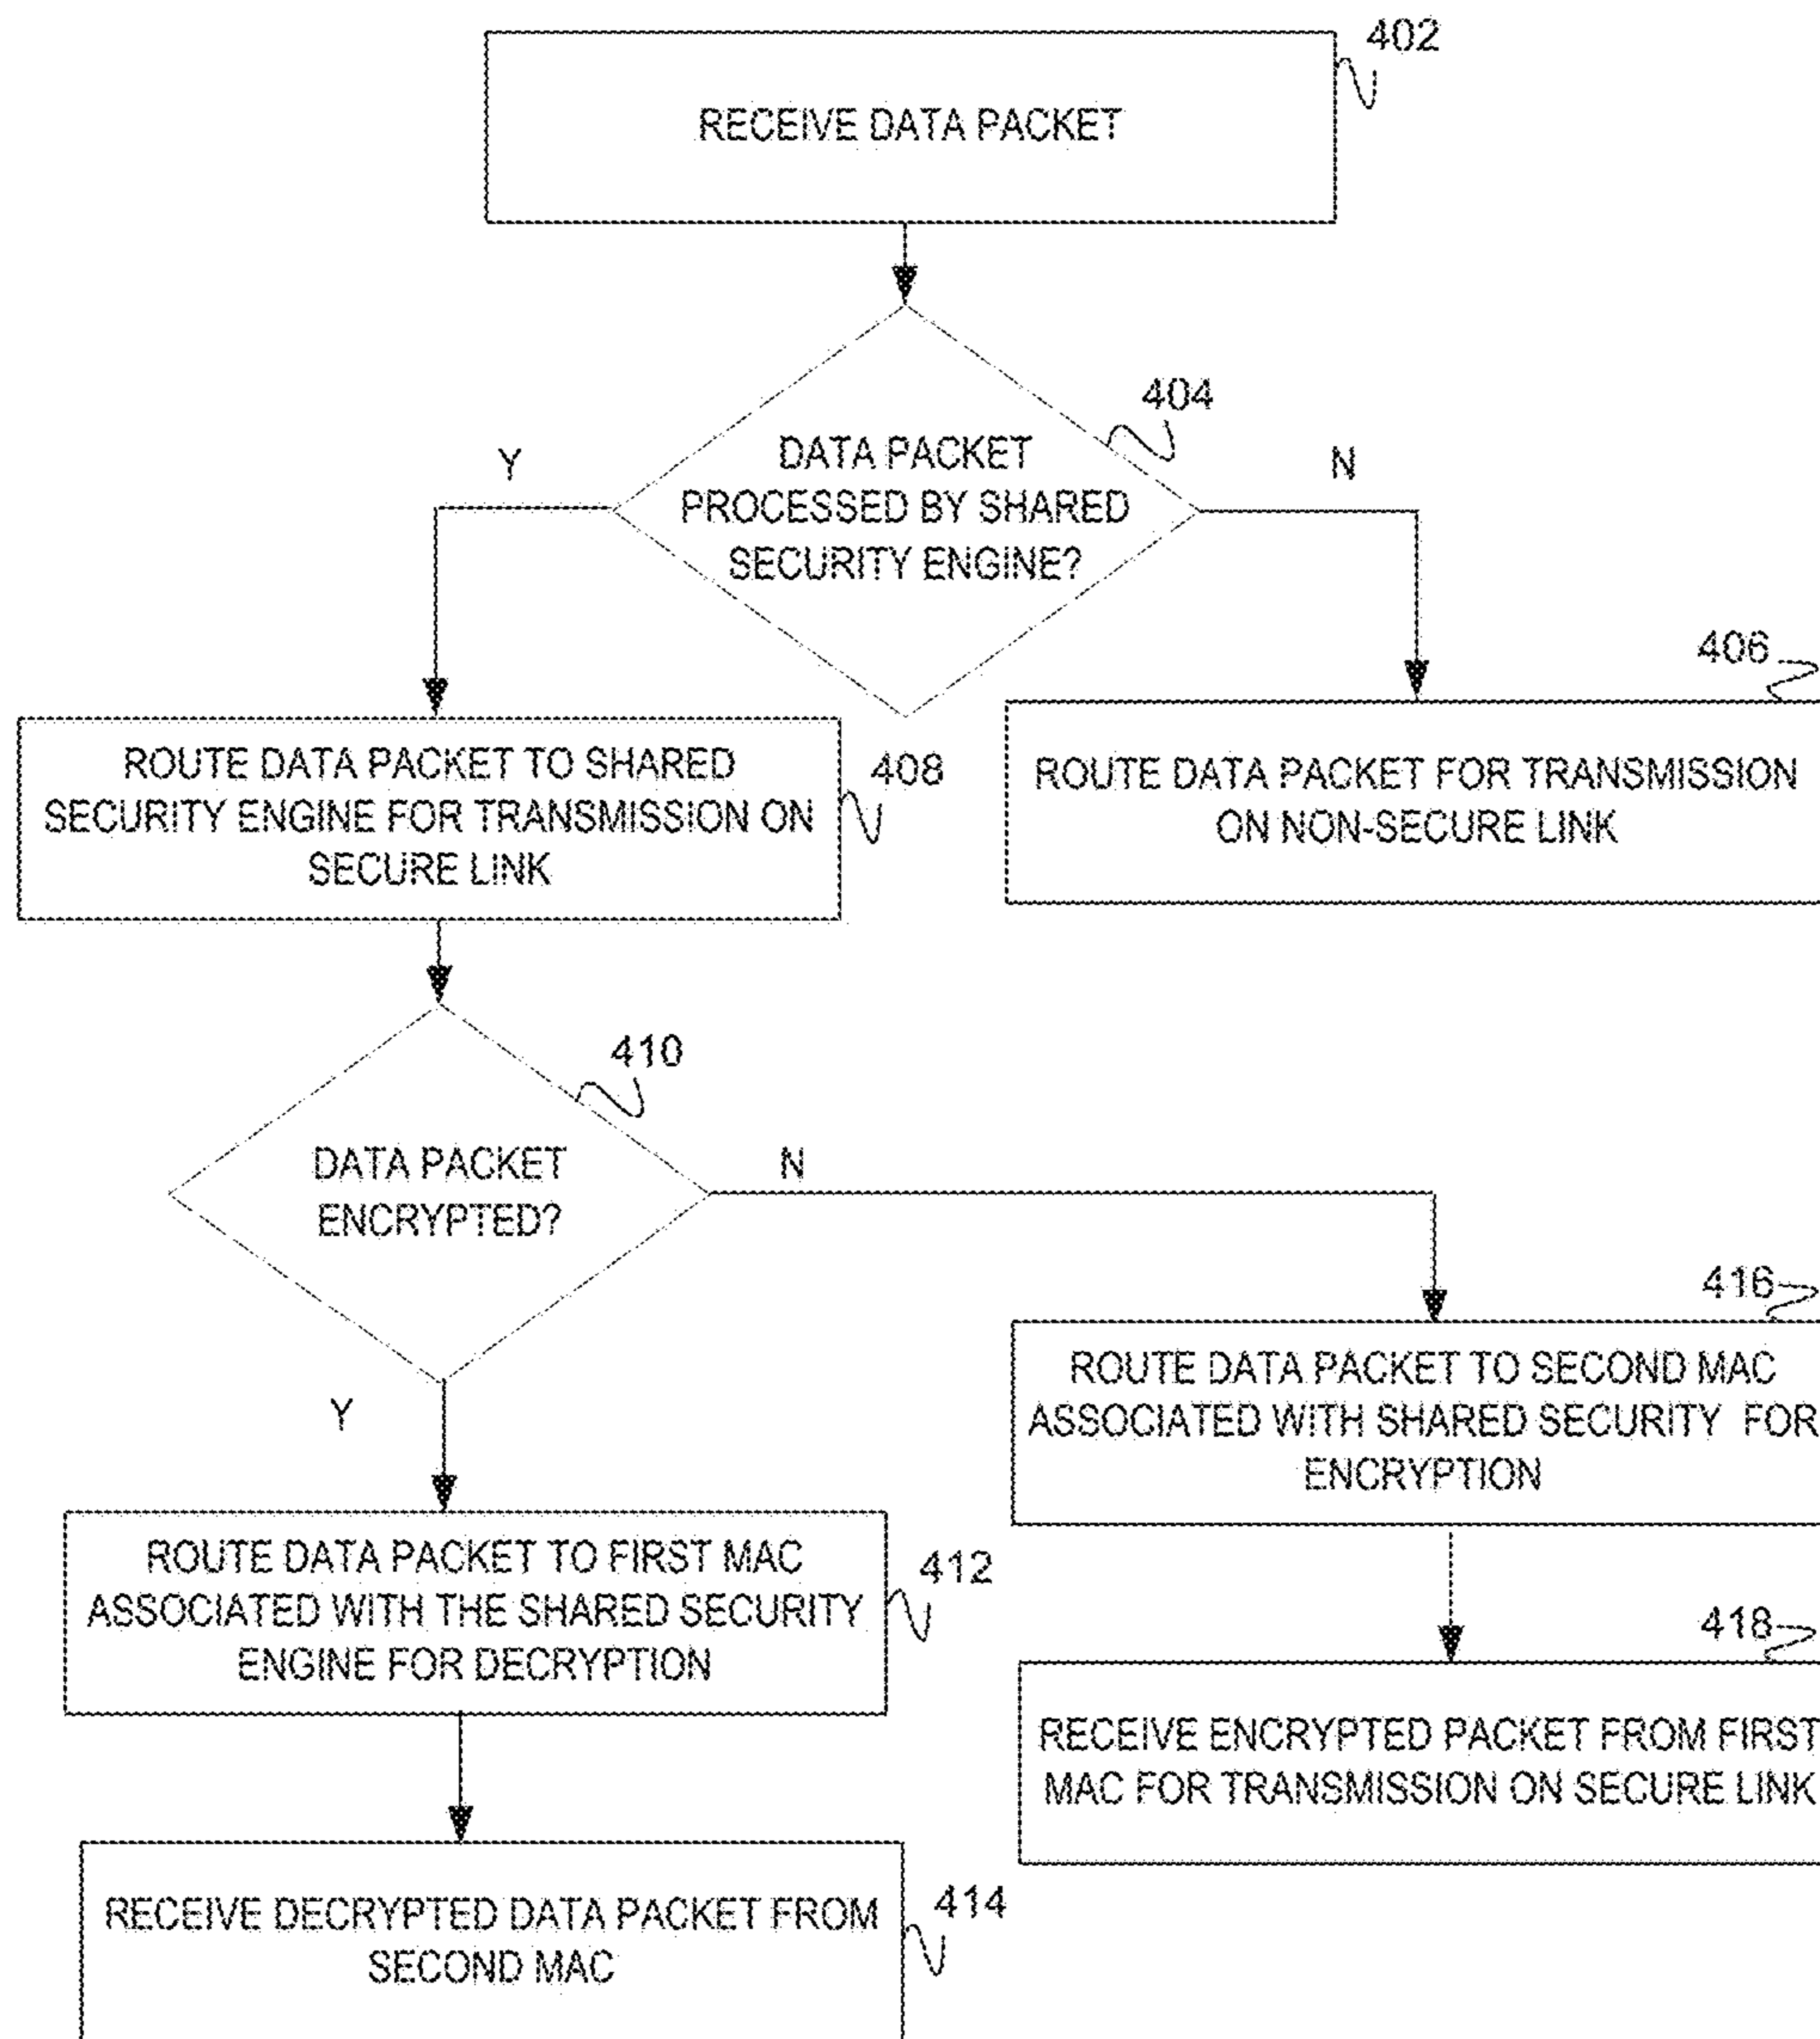 402
RECEIVE DATA PACKET
404
DATA PACKET
PROCESSED BY SHARED
SECURITY ENGINE?
Y
N
406
ROUTE DATA PACKET TO SHARED
SECURITY ENGINE FOR TRANSMISSION ON
SECURE LINK
408
ROUTE DATA PACKET FOR TRANSMISSION
ON NON-SECURE LINK
410
DATA PACKET
ENCRYPTED?
N
Y
416
ROUTE DATA PACKET TO SECOND MAC
ASSOCIATED WITH SHARED SECURITY FOR
ENCRYPTION
ROUTE DATA PACKET TO FIRST MAC
ASSOCIATED WITH THE SHARED SECURITY
ENGINE FOR DECRYPTION
412
418
RECEIVE ENCRYPTED PACKET FROM FIRST
MAC FOR TRANSMISSION ON SECURE LINK
RECEIVE DECRYPTED DATA PACKET FROM
SECOND MAC
414